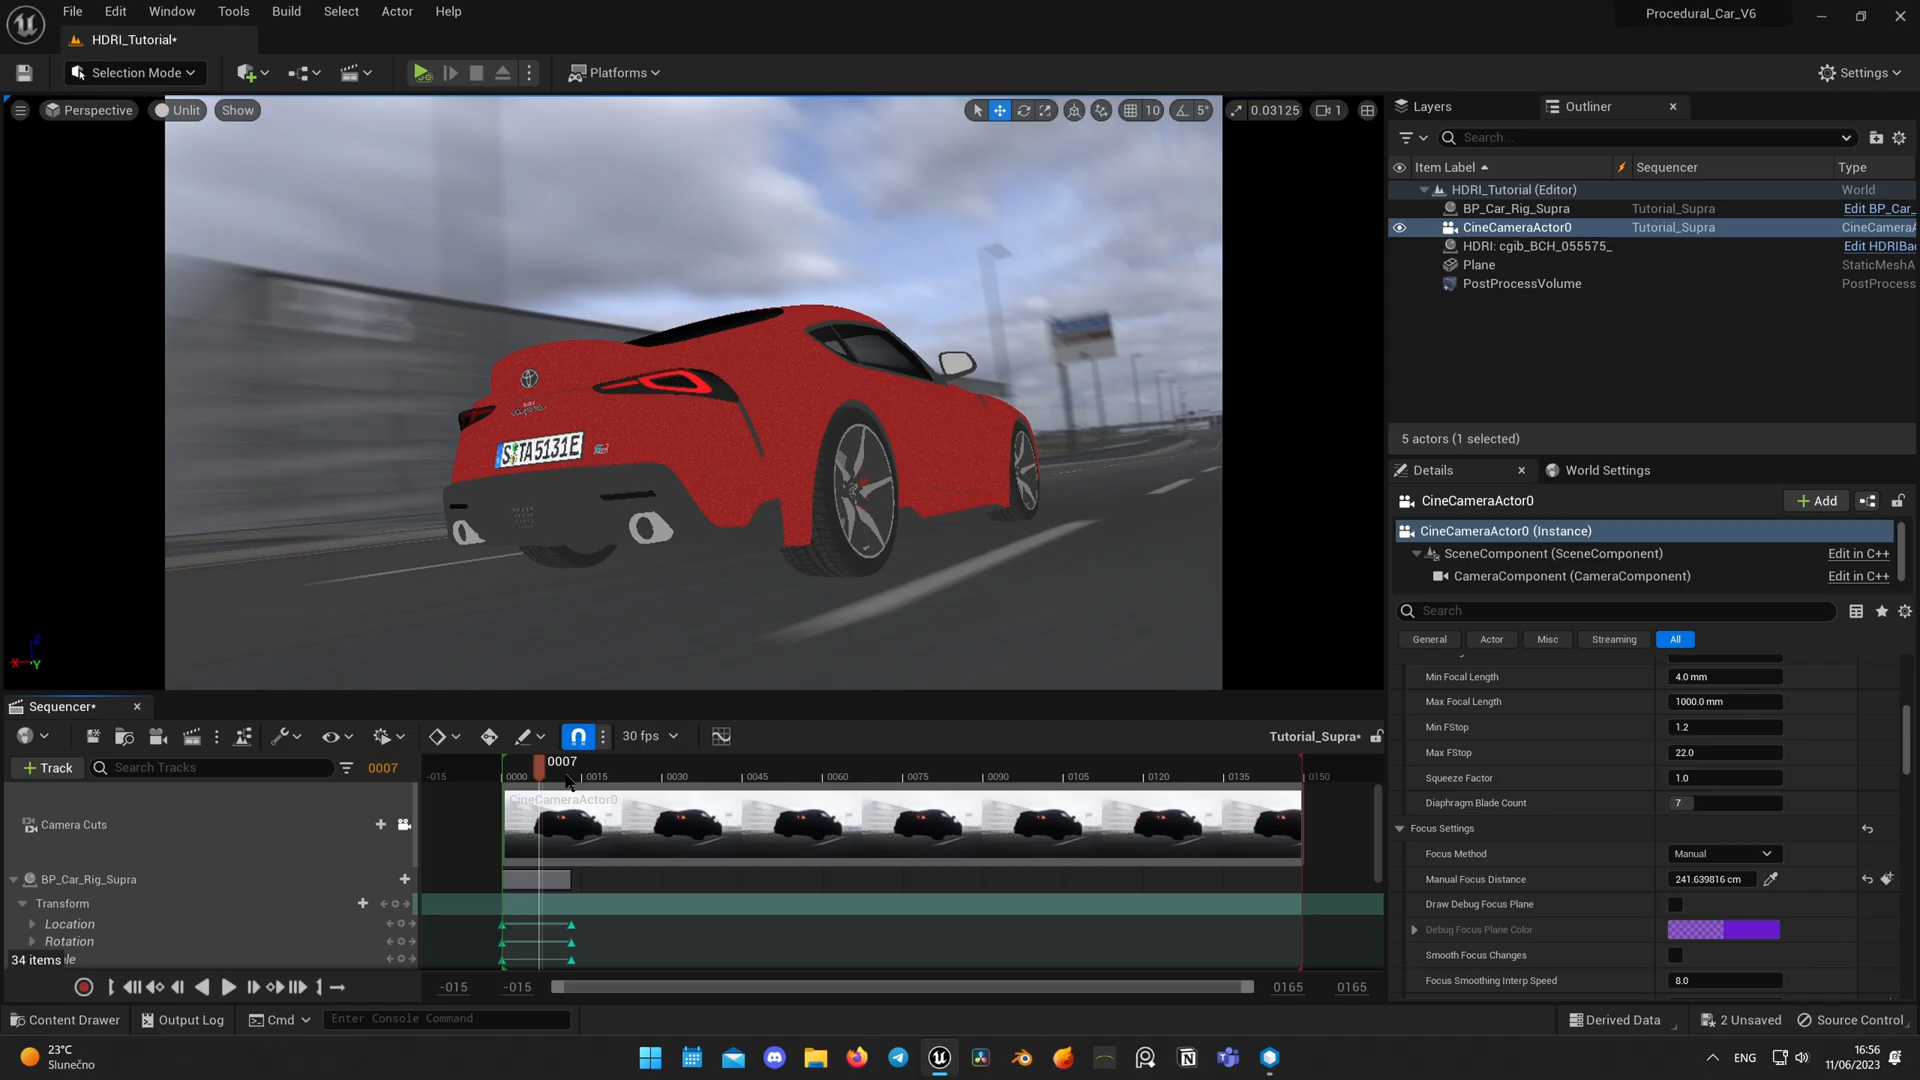 File Edit Window Tools Build Select Actor Help
Procedural_Car_V6
HDRI_Tutorial*
Selection Mode
Platforms
Settings
Perspective
Unlit
Show
10
5°
0.03125
1
S TA 5131E
Layers
Outliner
Search...
Item Label Sequencer Type
HDRI_Tutorial (Editor) World
BP_Car_Rig_Supra Tutorial_Supra Edit BP_Car_
CineCameraActor0 Tutorial_Supra CineCameraA
HDRI: cgib_BCH_055575_ Edit HDRIBa
Plane StaticMeshA
PostProcessVolume PostProcess
5 actors (1 selected)
Details
World Settings
CineCameraActor0
Add
CineCameraActor0 (Instance)
SceneComponent (SceneComponent) Edit in C++
CameraComponent (CameraComponent) Edit in C++
Search
General Actor Misc Streaming All
Min Focal Length 4.0 mm
Max Focal Length 1000.0 mm
Min FStop 1.2
Max FStop 22.0
Squeeze Factor 1.0
Diaphragm Blade Count 7
Focus Settings
Focus Method Manual
Manual Focus Distance 241.639816 cm
Draw Debug Focus Plane
Debug Focus Plane Color
Smooth Focus Changes
Focus Smoothing Interp Speed 8.0
Sequencer*
30 fps
Tutorial_Supra*
Track
Search Tracks
0007
0007
-015 0000 0015 0030 0045 0060 0075 0090 0105 0120 0135 0150
CineCameraActor0
Camera Cuts
BP_Car_Rig_Supra
Transform
Location
Rotation
34 items
-015 -015 0165 0165
Content Drawer
Output Log
Cmd
Enter Console Command
Derived Data
2 Unsaved
Source Control
23°C
Slunečno
ENG
16:56
11/06/2023